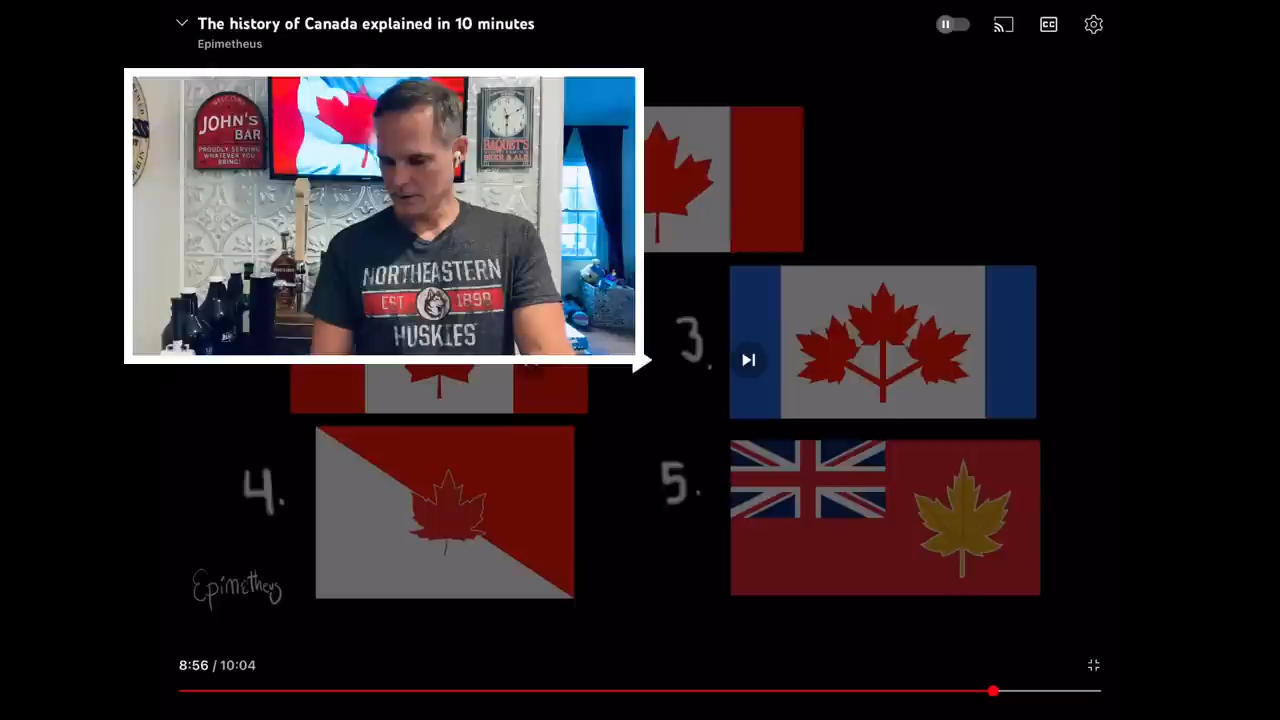 The history of Canada explained in 10 minutes
Epimetheus
WELCOME
JOHN'S
BAR
PROUDLY SERVING
WHATEVER YOU
BRING!
NORTHEASTERN
EST 1898
HUSKIES
3.
4.
5.
Epimetheus
8:56 / 10:04